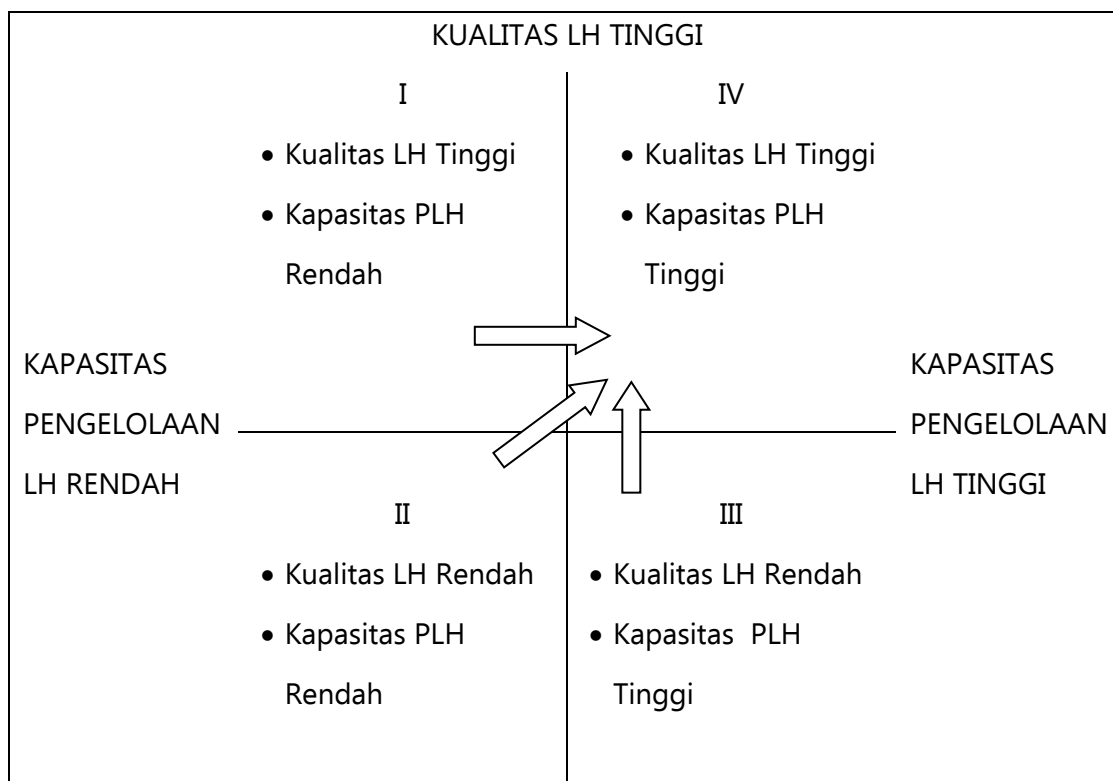 KUALITAS LH TINGGI
I
• Kualitas LH Tinggi
• Kapasitas PLH
Rendah
IV
• Kualitas LH Tinggi
• Kapasitas PLH
Tinggi
KAPASITAS
PENGELOLAAN
LH RENDAH
KAPASITAS
PENGELOLAAN
LH TINGGI
II
• Kualitas LH Rendah
• Kapasitas PLH
Rendah
III
• Kualitas LH Rendah
• Kapasitas PLH
Tinggi